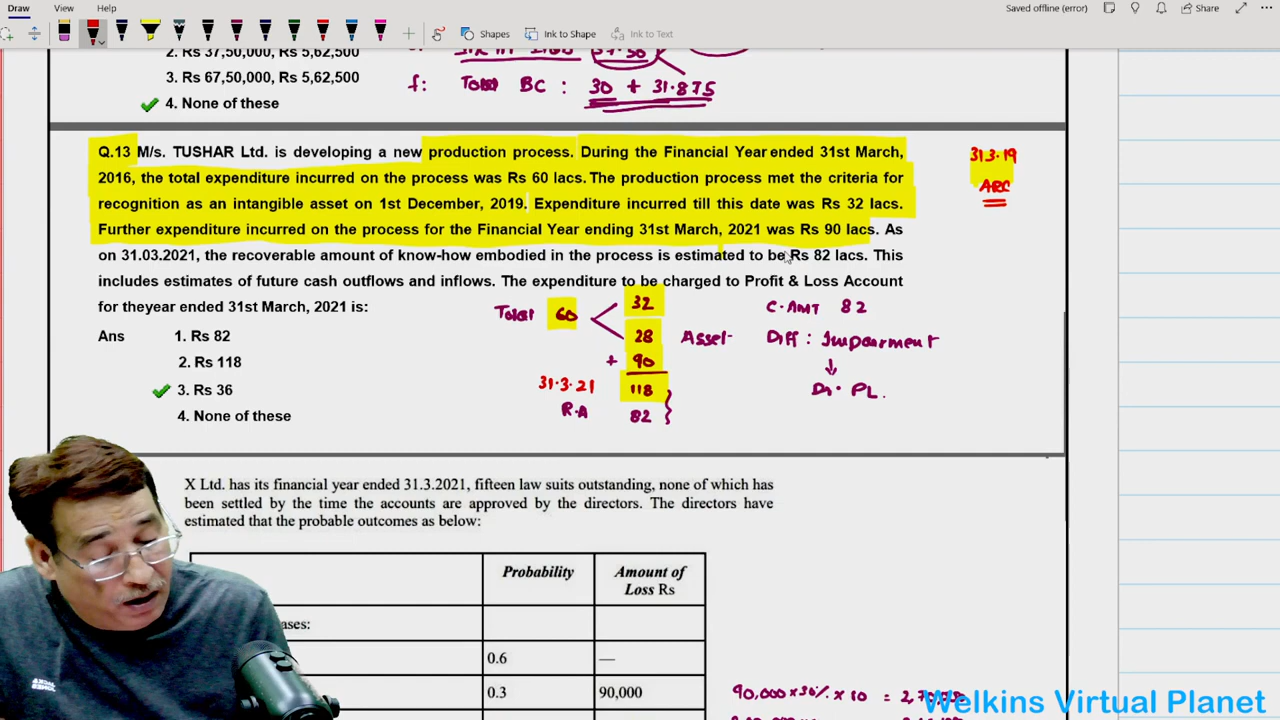 Draw View Help
Saved offline (error)
Share
Shapes
Ink to Shape
Ink to Text
2. Rs 37,50,000, Rs 5,62,500
3. Rs 67,50,000, Rs 5,62,500
f: Total BC : 30 + 31.875
4. None of these
Q.13 M/s. TUSHAR Ltd. is developing a new production process. During the Financial Year ended 31st March,
31.3.19
2016, the total expenditure incurred on the process was Rs 60 lacs. The production process met the criteria for
recognition as an intangible asset on 1st December, 2019. Expenditure incurred till this date was Rs 32 lacs.
Further expenditure incurred on the process for the Financial Year ending 31st March, 2021 was Rs 90 lacs. As
on 31.03.2021, the recoverable amount of know-how embodied in the process is estimated to be Rs 82 lacs. This
includes estimates of future cash outflows and inflows. The expenditure to be charged to Profit & Loss Account
for theyear ended 31st March, 2021 is:
Total 60
32
C. AMT 82
Ans 1. Rs 82
28 Asset
Diff : Impairment
2. Rs 118
+ 90
3. Rs 36
31.3.21 118
Dr. PL.
R.A 82
4. None of these
X Ltd. has its financial year ended 31.3.2021, fifteen law suits outstanding, none of which has
been settled by the time the accounts are approved by the directors. The directors have
estimated that the probable outcomes as below:
Probability
Amount of
Loss Rs
ases:
0.6 —
0.3 90,000
90,000 x 30% x 10 =
Welkins Virtual Planet